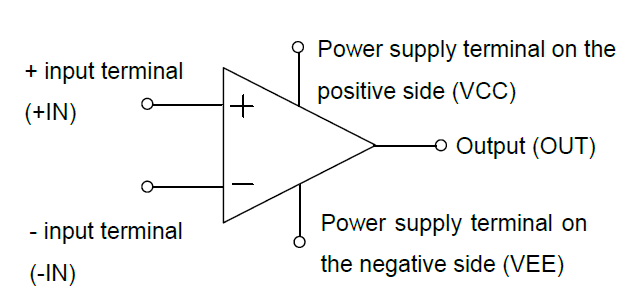 Power supply terminal on the
positive side (VCC)
+ input terminal
(+IN)
+
Output (OUT)
−
- input terminal
(-IN)
Power supply terminal on
the negative side (VEE)